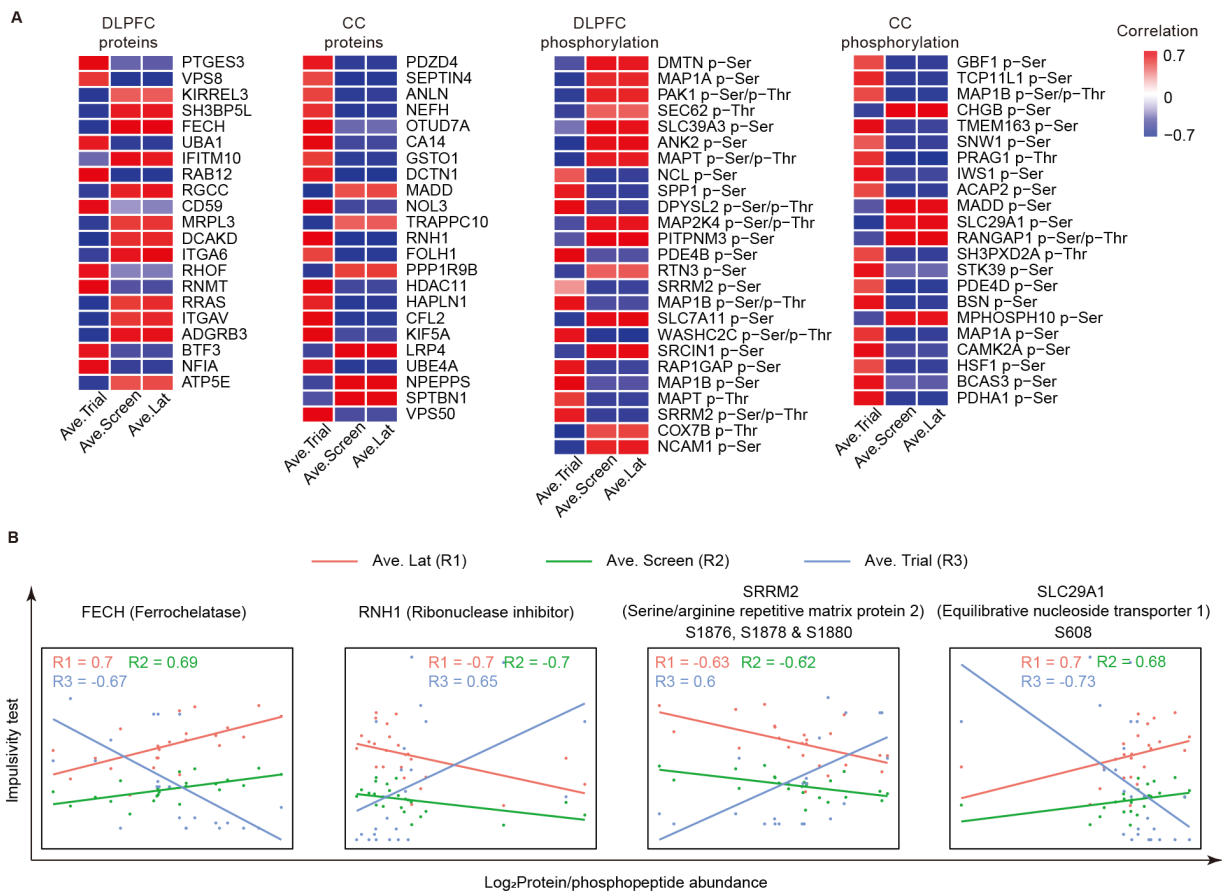 A
DLPFC
proteins
PTGES3
VPS8
KIRREL3
SH3BP5L
FECH
UBA1
IFITM10
RAB12
RGCC
CD59
MRPL3
DCAKD
ITGA6
RHOF
RNMT
RRAS
ITGAV
ADGRB3
BTF3
NFIA
ATP5E
Ave.Trial
Ave.Screen
Ave.Lat
CC
proteins
PDZD4
SEPTIN4
ANLN
NEFH
OTUD7A
CA14
GSTO1
DCTN1
MADD
NOL3
TRAPPC10
RNH1
FOLH1
PPP1R9B
HDAC11
HAPLN1
CFL2
KIF5A
LRP4
UBE4A
NPEPPS
SPTBN1
VPS50
Ave.Trial
Ave.Screen
Ave.Lat
DLPFC
phosphorylation
DMTN p−Ser
MAP1A p−Ser
PAK1 p−Ser/p−Thr
SEC62 p−Thr
SLC39A3 p−Ser
ANK2 p−Ser
MAPT p−Ser/p−Thr
NCL p−Ser
SPP1 p−Ser
DPYSL2 p−Ser/p−Thr
MAP2K4 p−Ser/p−Thr
PITPNM3 p−Ser
PDE4B p−Ser
RTN3 p−Ser
SRRM2 p−Ser
MAP1B p−Ser/p−Thr
SLC7A11 p−Ser
WASHC2C p−Ser/p−Thr
SRCIN1 p−Ser
RAP1GAP p−Ser
MAP1B p−Ser
MAPT p−Thr
SRRM2 p−Ser/p−Thr
COX7B p−Thr
NCAM1 p−Ser
Ave.Trial
Ave.Screen
Ave.Lat
CC
phosphorylation
GBF1 p−Ser
TCP11L1 p−Ser
MAP1B p−Ser/p−Thr
CHGB p−Ser
TMEM163 p−Ser
SNW1 p−Ser
PRAG1 p−Thr
IWS1 p−Ser
ACAP2 p−Ser
MADD p−Ser
SLC29A1 p−Ser
RANGAP1 p−Ser/p−Thr
SH3PXD2A p−Thr
STK39 p−Ser
PDE4D p−Ser
BSN p−Ser
MPHOSPH10 p−Ser
MAP1A p−Ser
CAMK2A p−Ser
HSF1 p−Ser
BCAS3 p−Ser
PDHA1 p−Ser
Ave.Trial
Ave.Screen
Ave.Lat
Correlation
0.7
0
−0.7
B
Ave. Lat (R1)
Ave. Screen (R2)
Ave. Trial (R3)
Impulsivity test
FECH (Ferrochelatase)
R1 = 0.7 R2 = 0.69
R3 = -0.67
RNH1 (Ribonuclease inhibitor)
R1 = -0.7 R2 = -0.7
R3 = 0.65
SRRM2
(Serine/arginine repetitive matrix protein 2)
S1876, S1878 & S1880
R1 = -0.63 R2 = -0.62
R3 = 0.6
SLC29A1
(Equilibrative nucleoside transporter 1)
S608
R1 = 0.7 R2 = 0.68
R3 = -0.73
Log₂Protein/phosphopeptide abundance